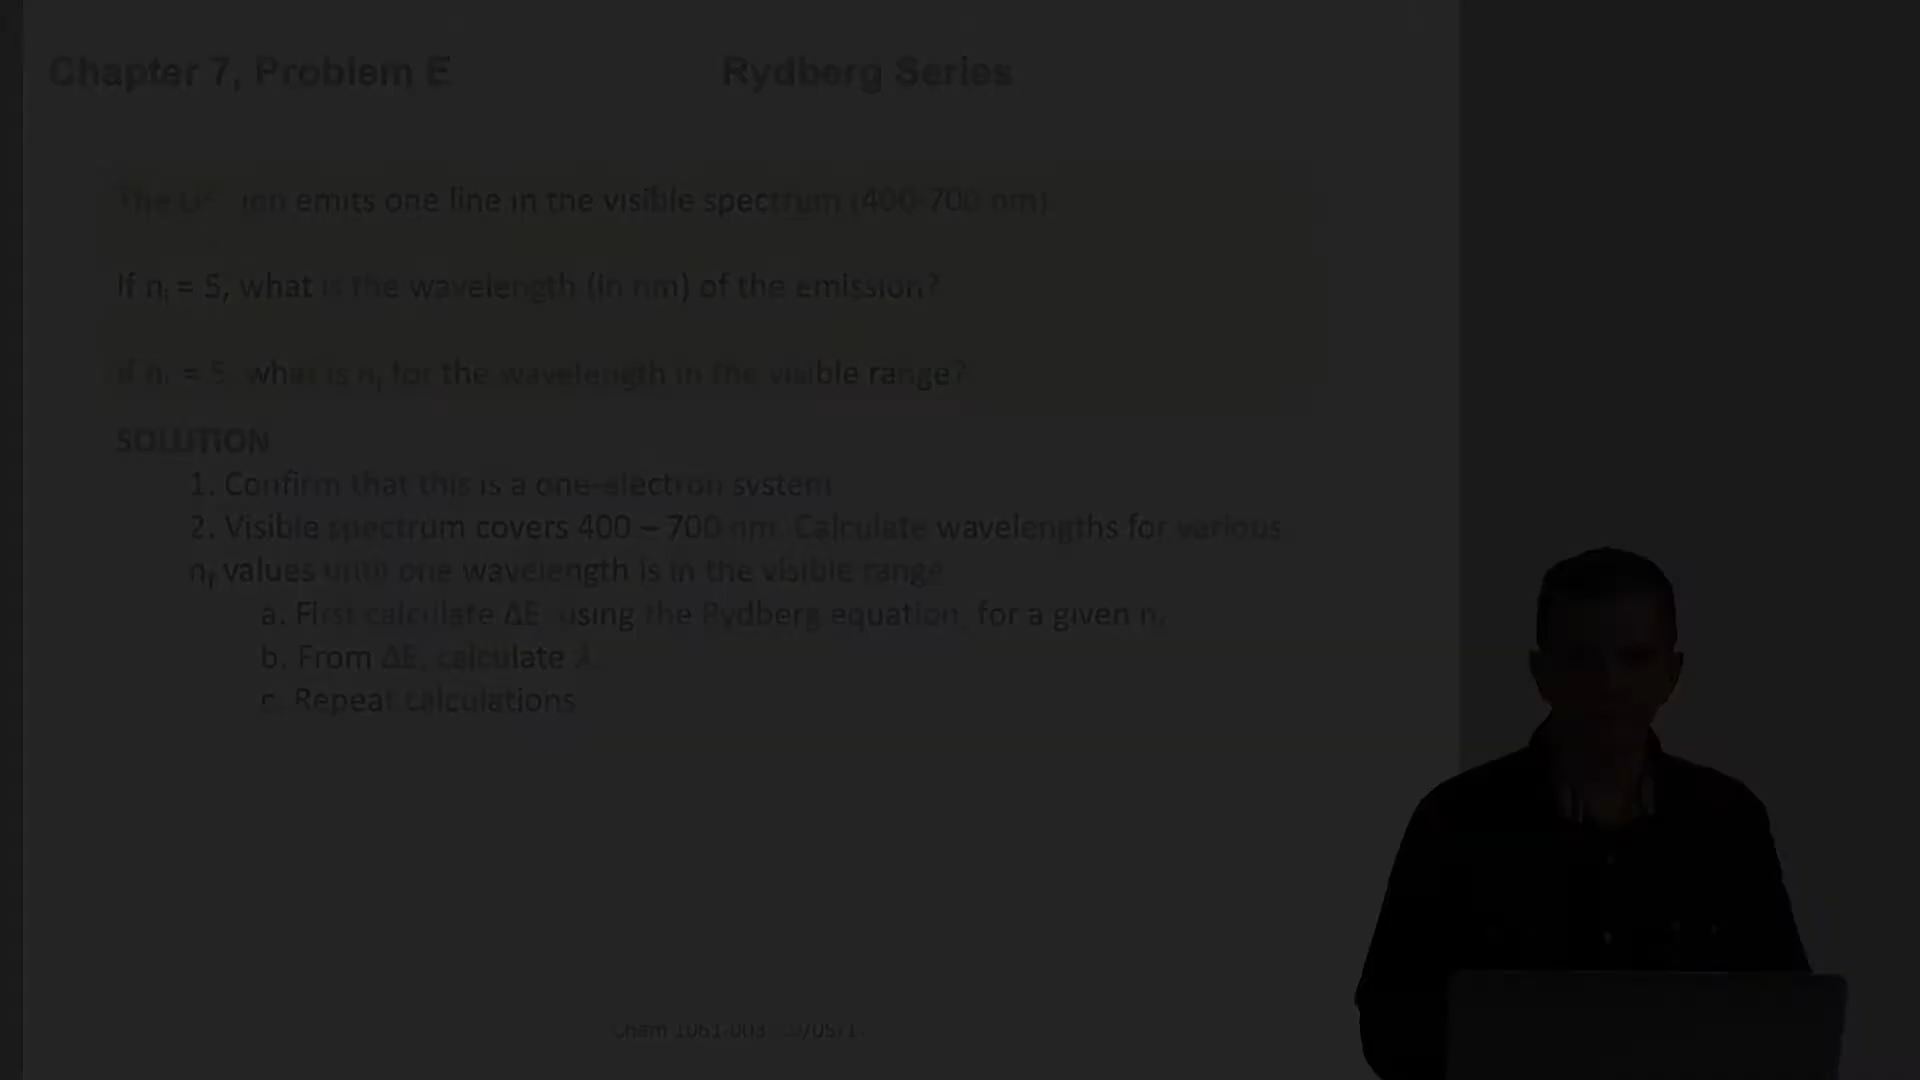 Chapter 7, Problem E
Rydberg Series
The ion emits one line in the visible spectrum (400-700 nm)
If nᵢ = 5, what is the wavelength (in nm) of the emission?
If nᵢ = 5, what is n for the wavelength in the visible range?
SOLUTION
1. Confirm that this is a one-electron system
2. Visible spectrum covers 400 – 700 nm. Calculate wavelengths for various
values until one wavelength is in the visible range
a. First calculate ΔE, using the Rydberg equation, for a given
b. From ΔE, calculate λ.
c. Repeat calculations
Chem 1061-003